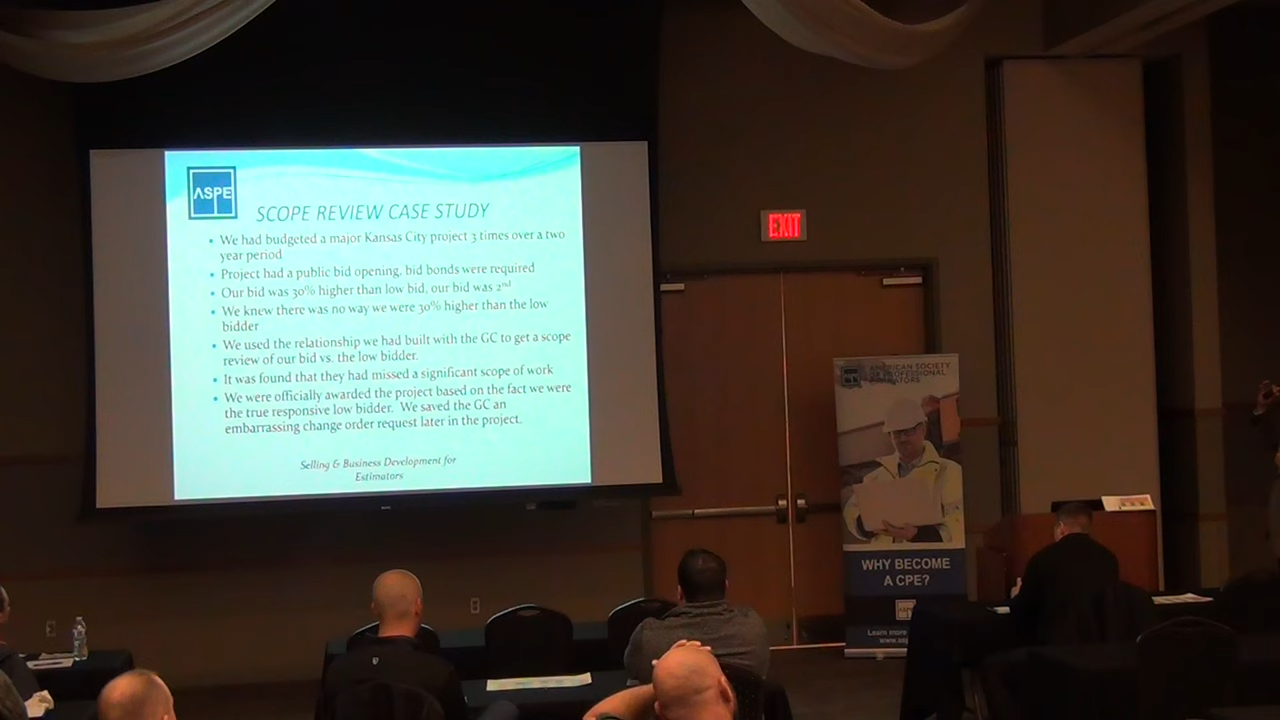 ASPE
SCOPE REVIEW CASE STUDY
• We had budgeted a major Kansas City project 3 times over a two
year period
• Project had a public bid opening, bid bonds were required
• Our bid was 30% higher than low bid, our bid was 2nd
• We knew there was no way we were 30% higher than the low
bidder
• We used the relationship we had built with the GC to get a scope
review of our bid vs. the low bidder.
• It was found that they had missed a significant scope of work
• We were officially awarded the project based on the fact we were
the true responsive low bidder. We saved the GC an
embarrassing change order request later in the project.
Selling & Business Development for
Estimators
EXIT
AMERICAN SOCIETY
OF PROFESSIONAL
ESTIMATORS
WHY BECOME
A CPE?
ASPE
Learn more